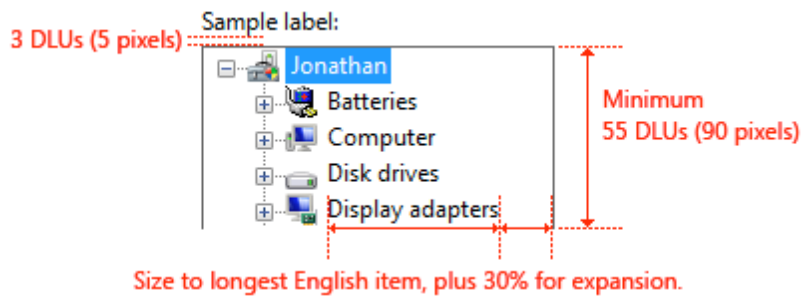 Sample label:
3 DLUs (5 pixels)
Jonathan
Batteries
Computer
Disk drives
Display adapters
Minimum
55 DLUs (90 pixels)
Size to longest English item, plus 30% for expansion.